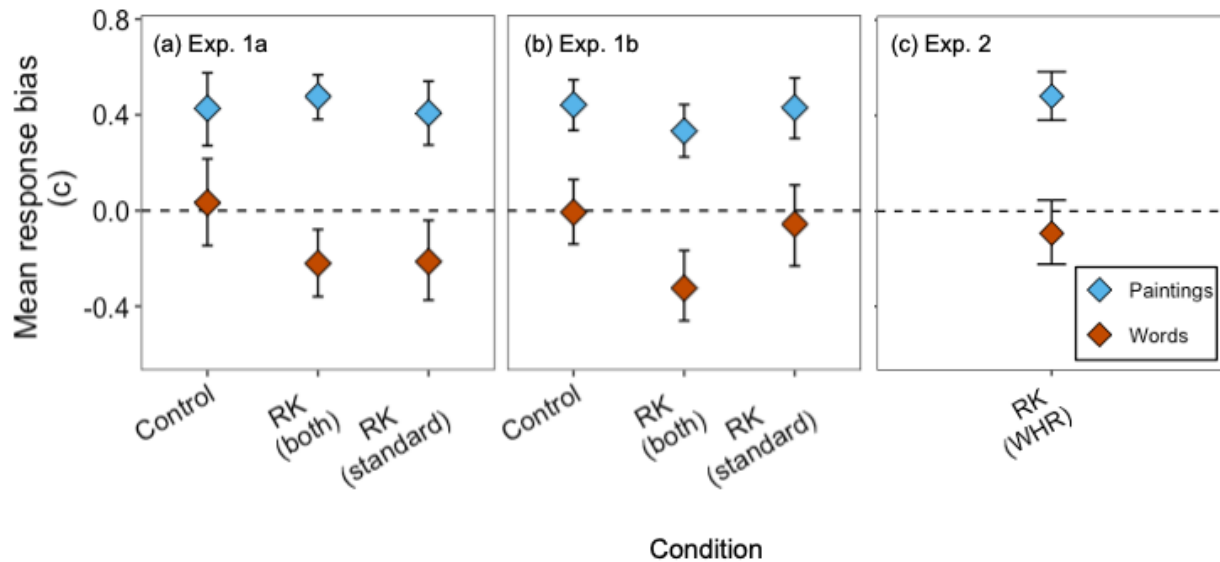 Mean response bias
(c)
0.8
0.4
0.0
-0.4
(a) Exp. 1a
(b) Exp. 1b
(c) Exp. 2
Paintings
Words
Control
RK
(both)
RK
(standard)
Control
RK
(both)
RK
(standard)
RK
(WHR)
Condition